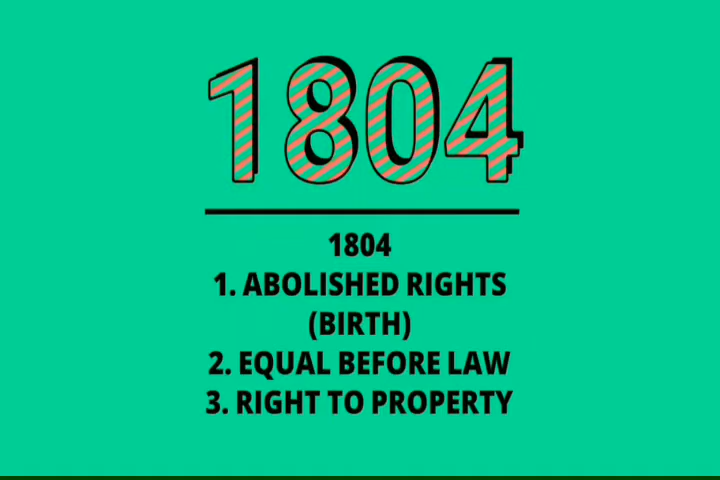 1804
1804
1. ABOLISHED RIGHTS
(BIRTH)
2. EQUAL BEFORE LAW
3. RIGHT TO PROPERTY